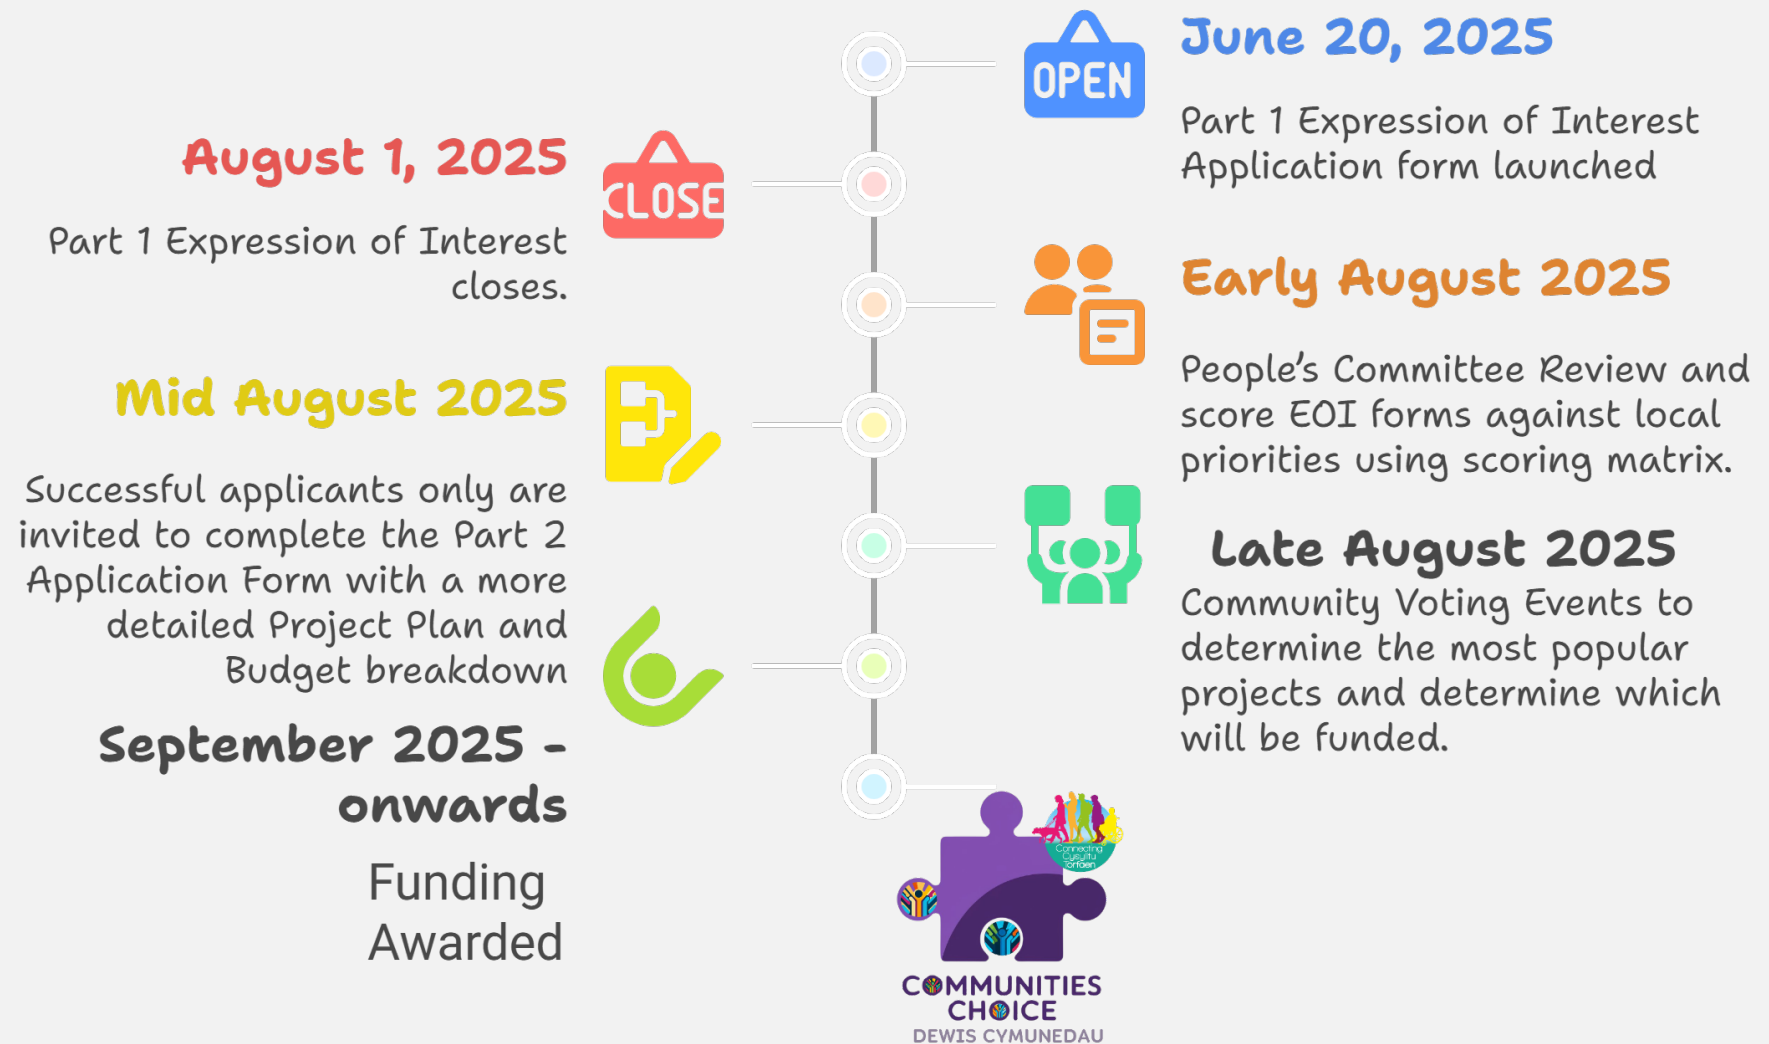 OPEN
June 20, 2025
Part 1 Expression of Interest
Application form launched
August 1, 2025
CLOSE
Part 1 Expression of Interest
closes.
Early August 2025
People's Committee Review and
score EOI forms against local
priorities using scoring matrix.
Mid August 2025
Successful applicants only are
invited to complete the Part 2
Application Form with a more
detailed Project Plan and
Budget breakdown
Late August 2025
Community Voting Events to
determine the most popular
projects and determine which
will be funded.
September 2025 -
onwards
Funding
Awarded
Connecting
Cysylltu
Torfaen
COMMUNITIES
CHOICE
DEWIS CYMUNEDAU